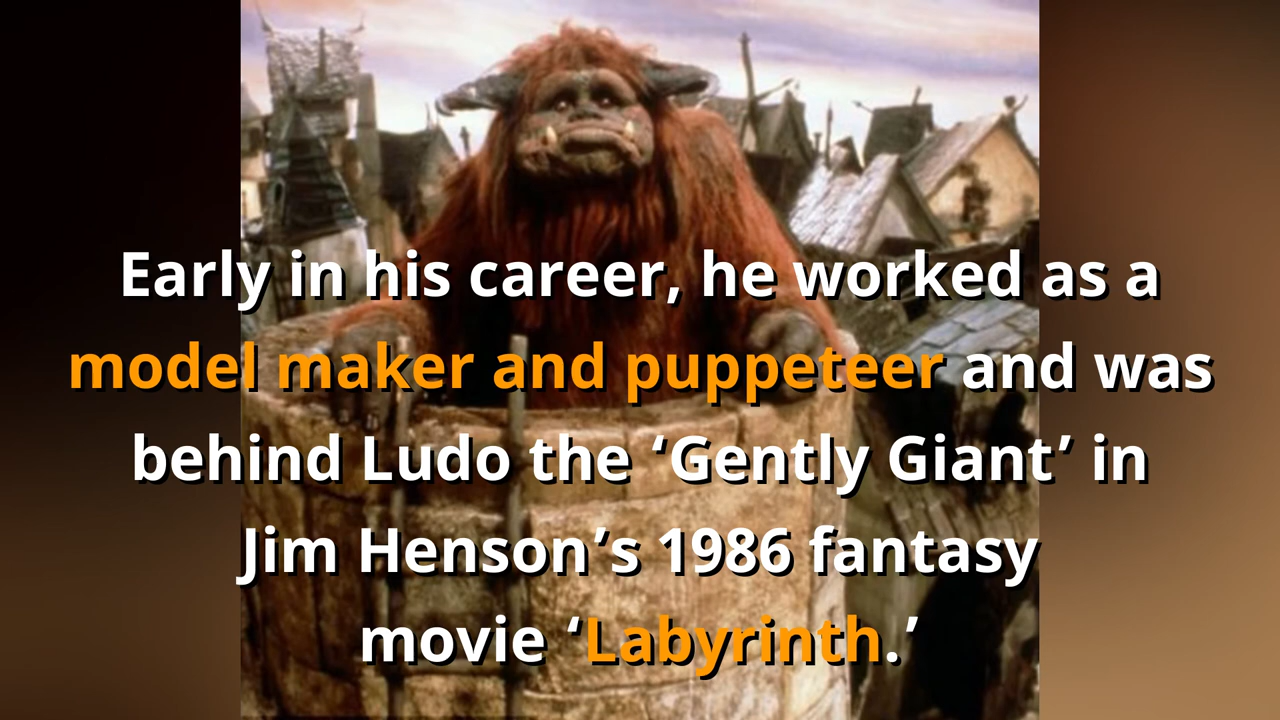 Early in his career, he worked as a
model maker and puppeteer and was
behind Ludo the ‘Gently Giant’ in
Jim Henson’s 1986 fantasy
movie ‘Labyrinth.’